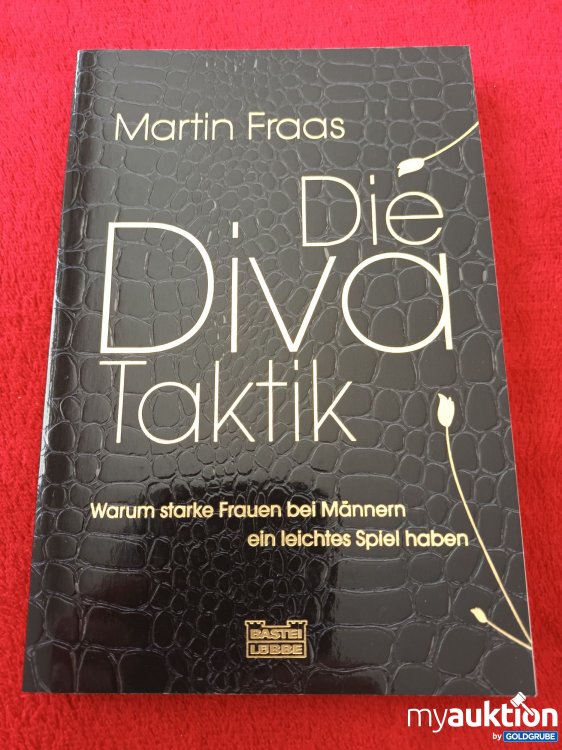 Martin Fraas
Die
Diva
Taktik
Warum starke Frauen bei Männern
ein leichtes Spiel haben
BASTEI
LÜBBE
myauktion
by GOLDGRUBE